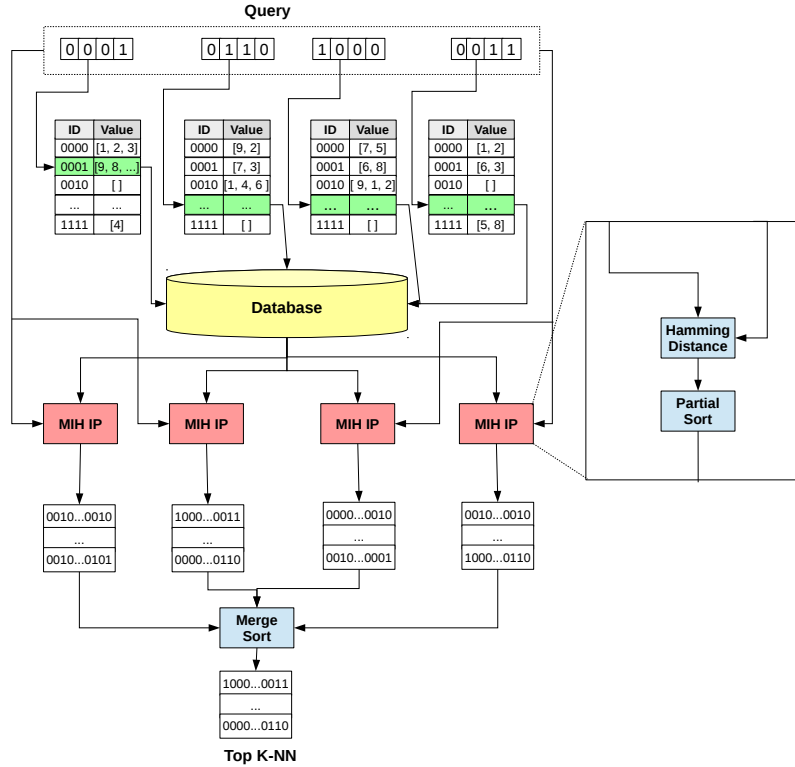 Query
0 0 0 1
0 1 1 0
1 0 0 0
0 0 1 1
ID Value
0000 [1, 2, 3]
0001 [9, 8, ...]
0010 [ ]
... ...
1111 [4]
ID Value
0000 [9, 2]
0001 [7, 3]
0010 [1, 4, 6 ]
... ...
1111 [ ]
ID Value
0000 [7, 5]
0001 [6, 8]
0010 [ 9, 1, 2]
... ...
1111 [ ]
ID Value
0000 [1, 2]
0001 [6, 3]
0010 [ ]
... ...
1111 [5, 8]
Database
Hamming
Distance
Partial
Sort
MIH IP
MIH IP
MIH IP
MIH IP
0010...0010
...
0010...0101
1000...0011
...
0000...0110
0000...0010
...
0010...0001
0010...0010
...
1000...0110
Merge
Sort
1000...0011
...
0000...0110
Top K-NN